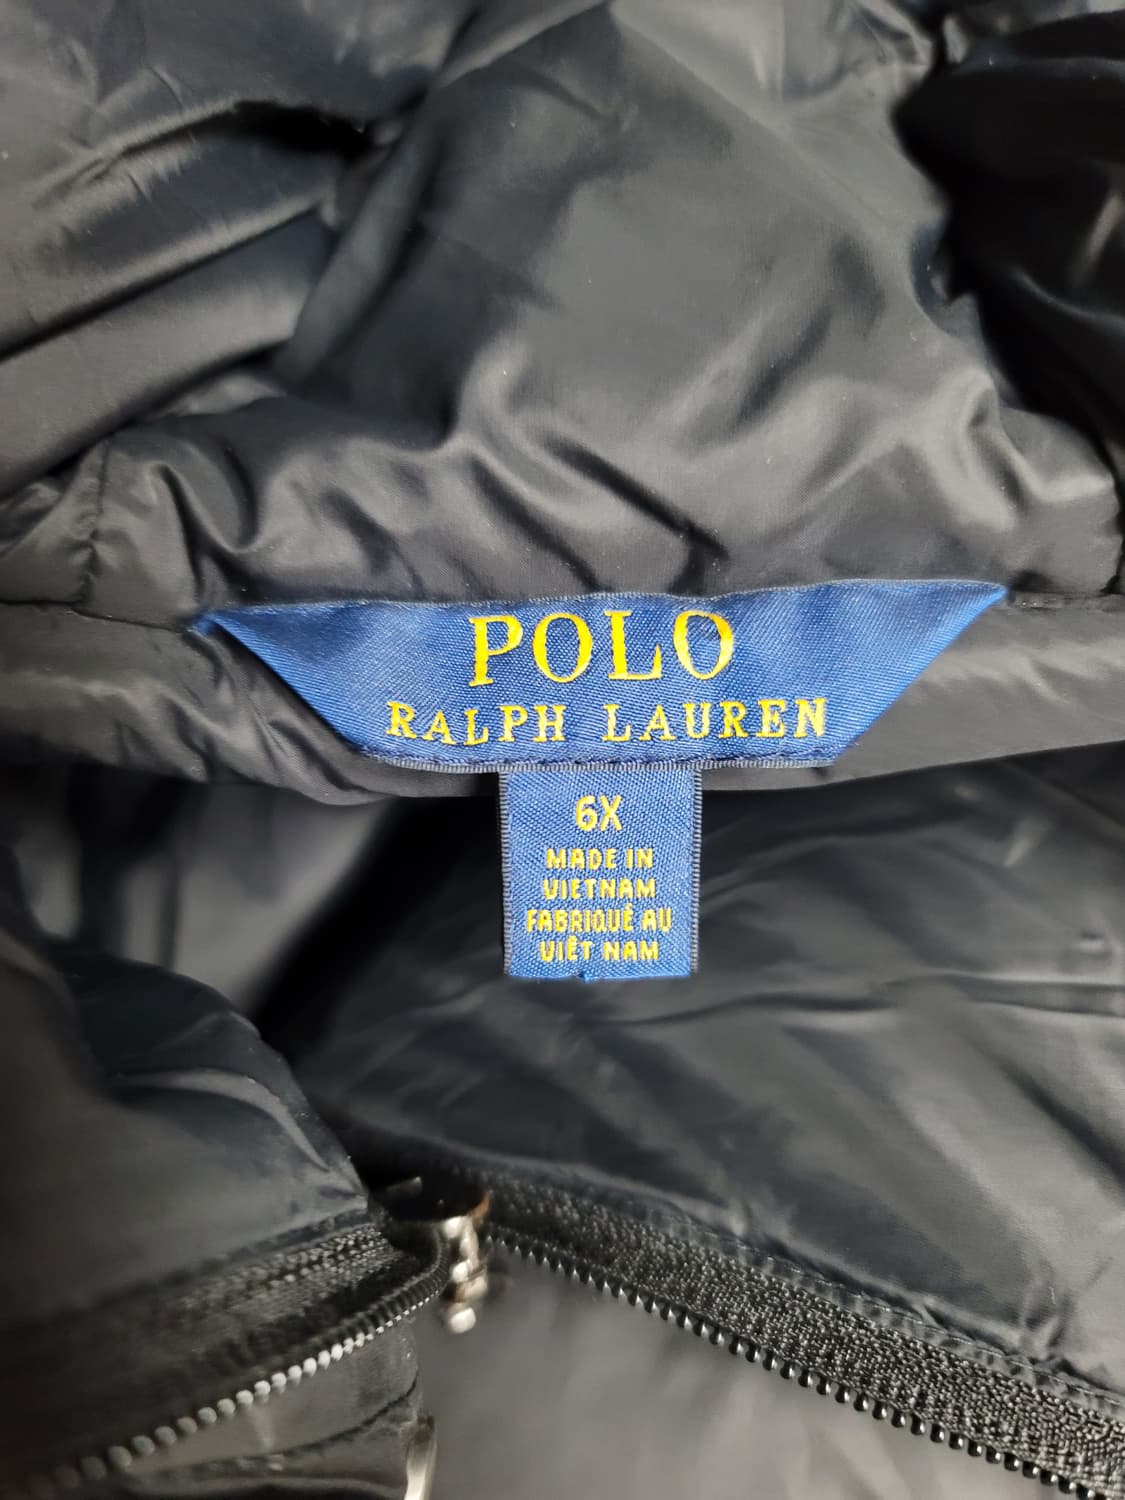 POLO
RALPH LAUREN
6X
MADE IN
VIETNAM
FABRIQUÉ AU
VIÊT NAM